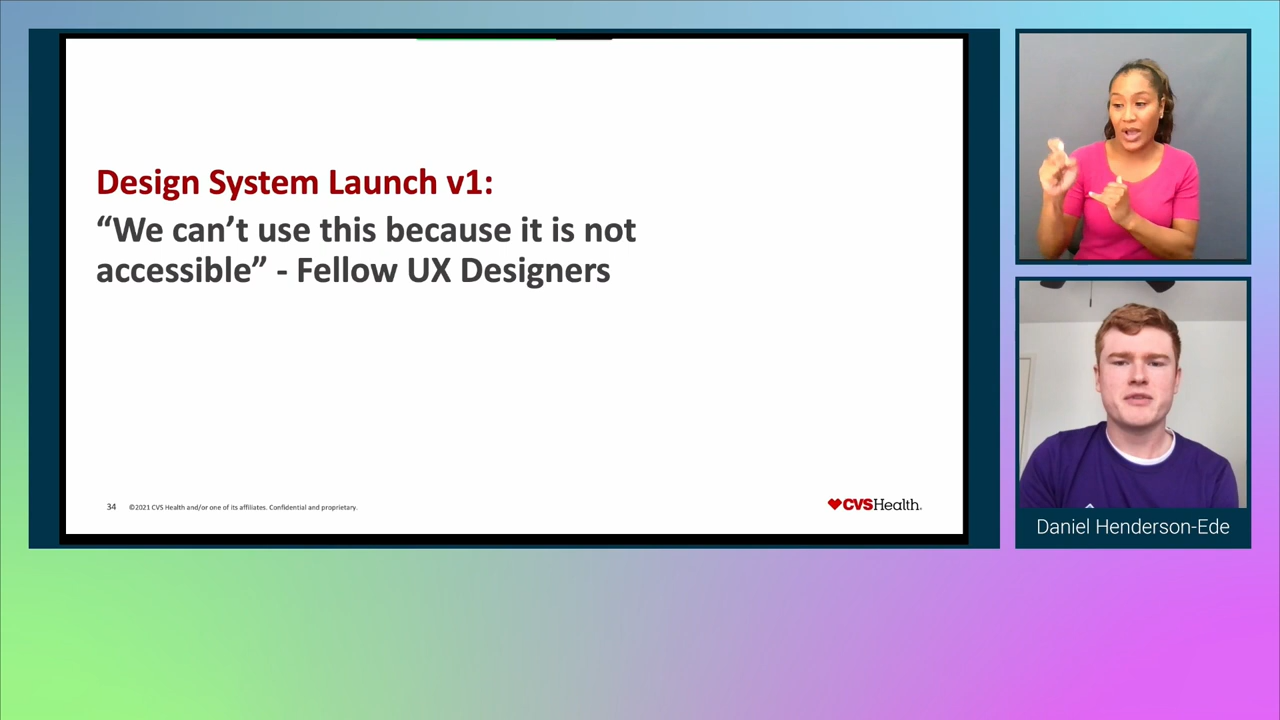 Design System Launch v1:
“We can’t use this because it is not
accessible” - Fellow UX Designers
34 ©2021 CVS Health and/or one of its affiliates. Confidential and proprietary.
CVSHealth.
Daniel Henderson-Ede